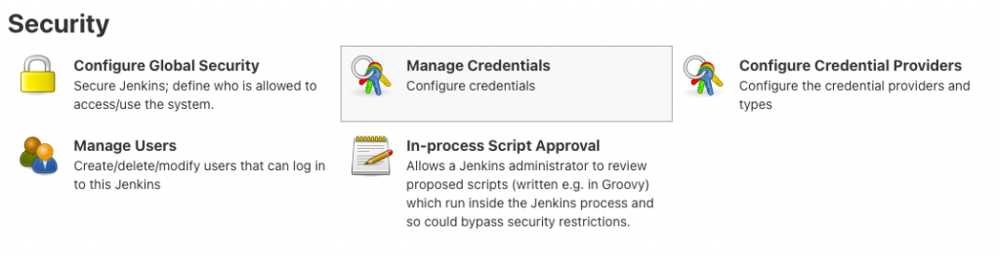 Security
Configure Global Security
Secure Jenkins; define who is allowed to
access/use the system.
Manage Credentials
Configure credentials
Configure Credential Providers
Configure the credential providers and
types
Manage Users
Create/delete/modify users that can log in
to this Jenkins
In-process Script Approval
Allows a Jenkins administrator to review
proposed scripts (written e.g. in Groovy)
which run inside the Jenkins process and
so could bypass security restrictions.